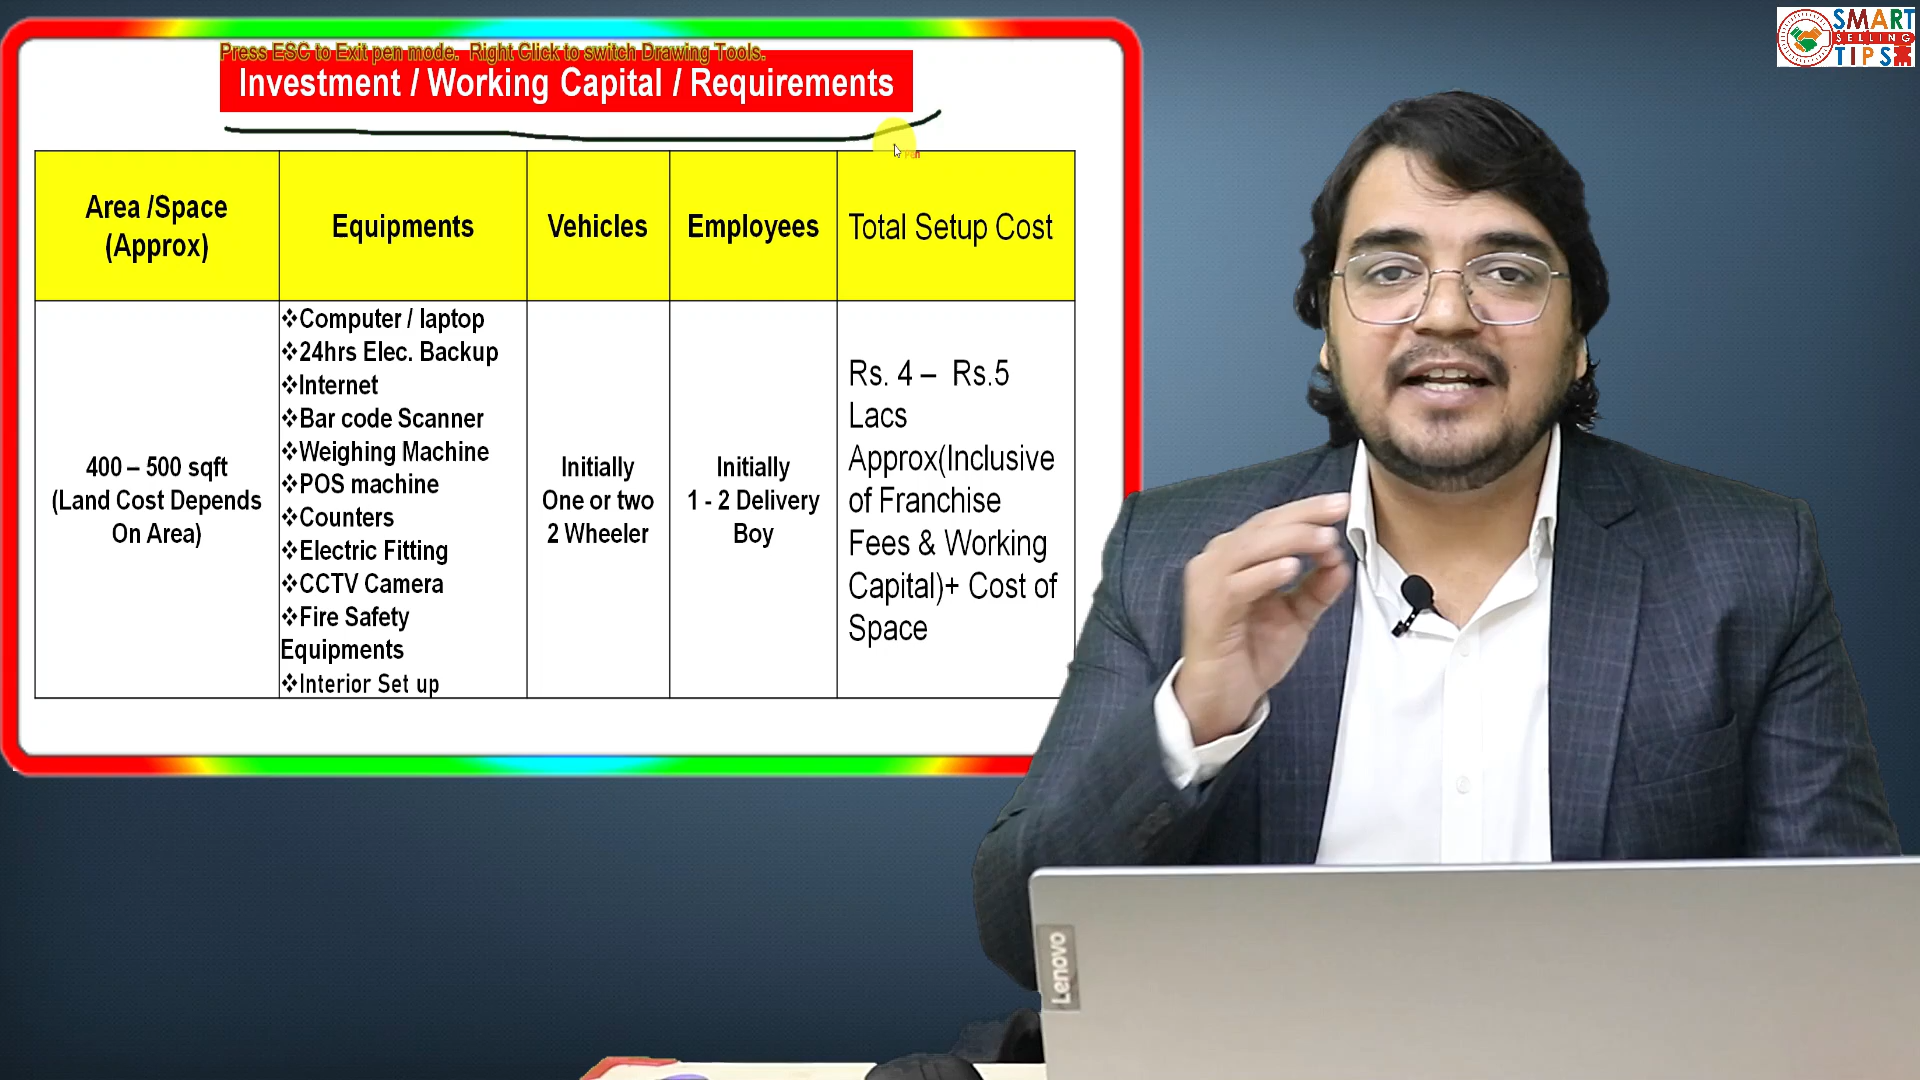 Press ESC to Exit pen mode. Right Click to switch Drawing Tools.
Investment / Working Capital / Requirements
Pen
Area /Space
(Approx)
Equipments
Vehicles
Employees
Total Setup Cost
400 – 500 sqft
(Land Cost Depends
On Area)
❖Computer / laptop
❖24hrs Elec. Backup
❖Internet
❖Bar code Scanner
❖Weighing Machine
❖POS machine
❖Counters
❖Electric Fitting
❖CCTV Camera
❖Fire Safety
Equipments
❖Interior Set up
Initially
One or two
2 Wheeler
Initially
1 - 2 Delivery
Boy
Rs. 4 – Rs.5
Lacs
Approx(Inclusive
of Franchise
Fees & Working
Capital)+ Cost of
Space
SMART
SELLING
TIPS
Lenovo